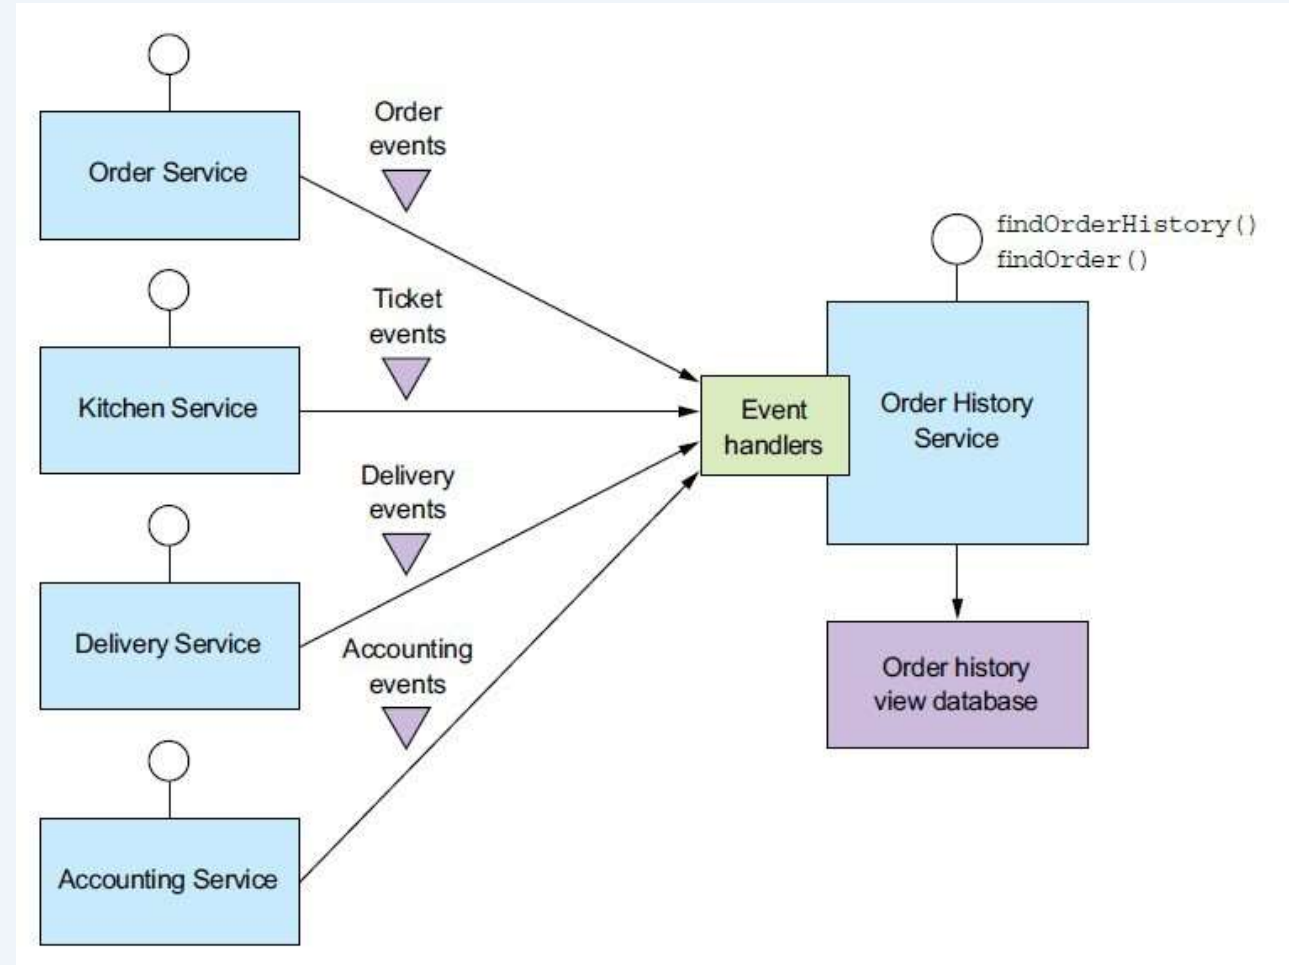 Order
events
Order Service
findOrderHistory()
findOrder()
Ticket
events
Kitchen Service
Event
handlers
Order History
Service
Delivery
events
Delivery Service
Accounting
events
Order history
view database
Accounting Service